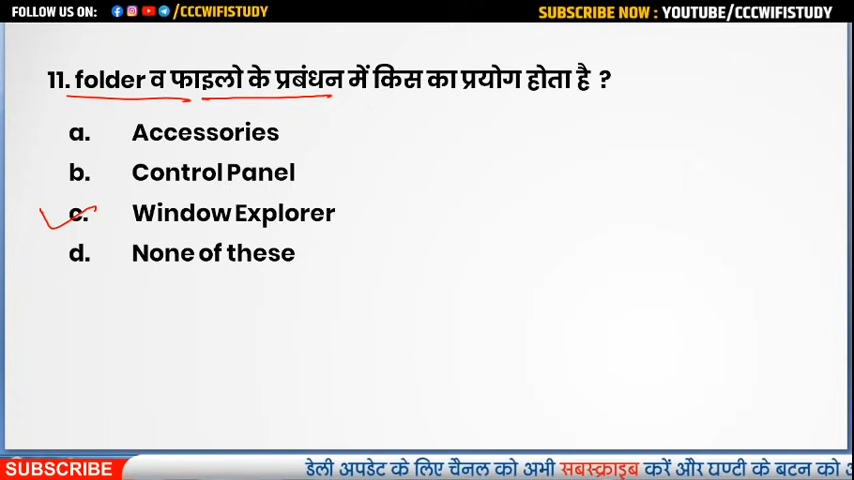 FOLLOW US ON: /CCCWIFISTUDY SUBSCRIBE NOW : YOUTUBE/CCCWIFISTUDY
11. folder व फाइलो के प्रबंधन में किस का प्रयोग होता है ?
a. Accessories
b. Control Panel
c. Window Explorer
d. None of these
SUBSCRIBE डेली अपडेट के लिए चैनल को अभी सबस्क्राइब करें और घण्टी के बटन को